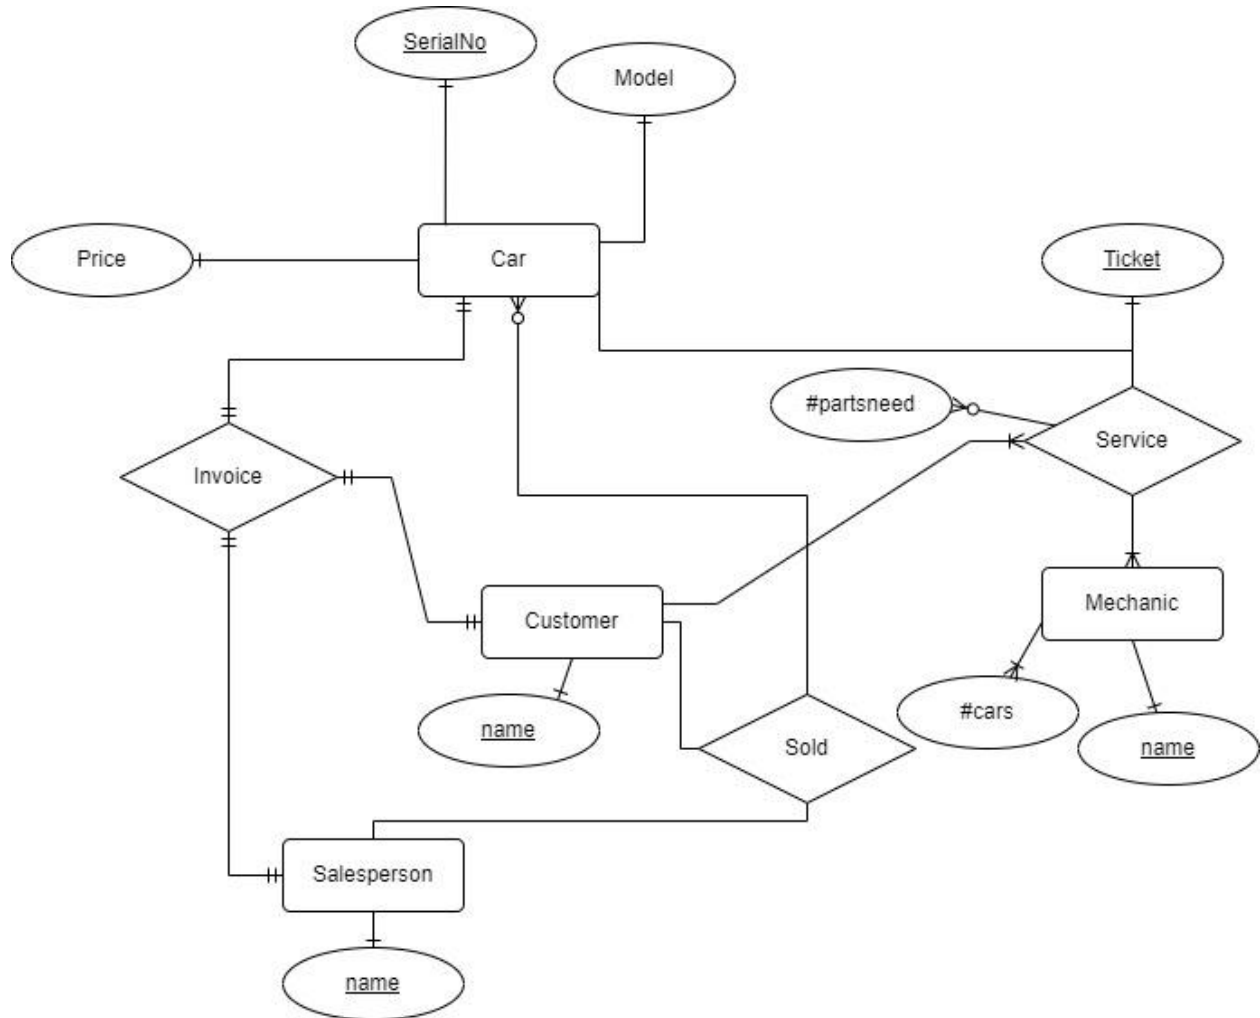 SerialNo
Model
Price
Car
Ticket
#partsneed
Service
Invoice
Customer
Mechanic
name
#cars
name
Sold
Salesperson
name